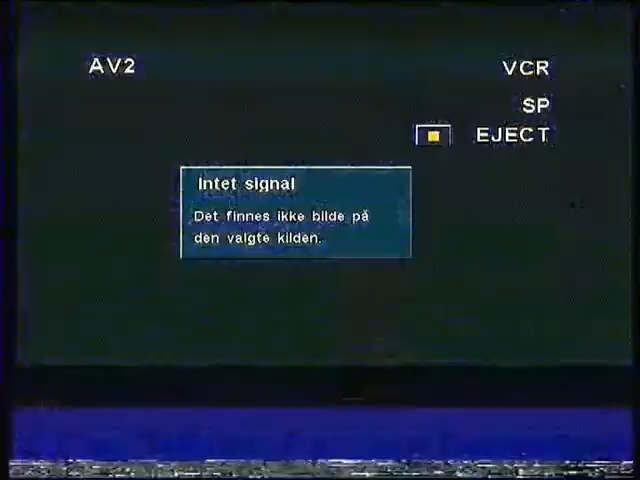 AV2
VCR
SP
EJECT
Intet signal
Det finnes ikke bilde på
den valgte kilden.